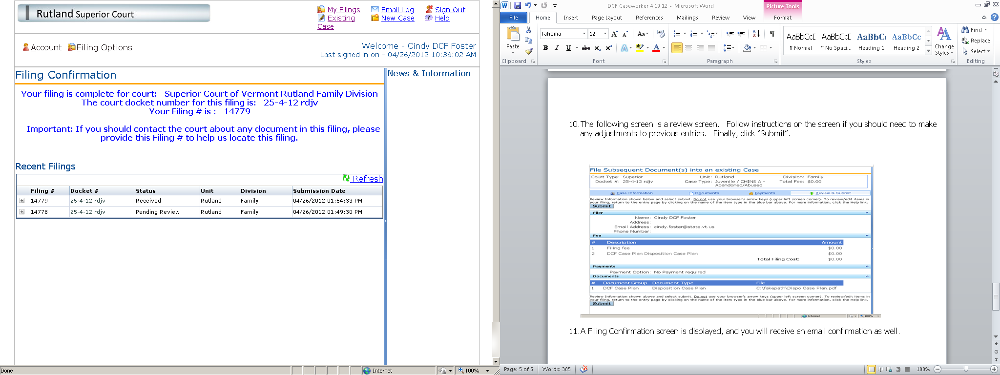 Rutland Superior Court
My Filings
Existing
Case
Email Log
New Case
Sign Out
Help
Account
Filing Options
Welcome - Cindy DCF Foster
Last signed in on - 04/26/2012 10:39:02 AM
Filing Confirmation
Your filing is complete for court: Superior Court of Vermont Rutland Family Division
The court docket number for this filing is: 25-4-12 rdjv
Your Filing # is : 14779
Important: If you should contact the court about any document in this filing, please
provide this Filing # to help us locate this filing.
News & Information
Recent Filings
Refresh
Filing # Docket # Status Unit Division Submission Date
14779 25-4-12 rdjv Received Rutland Family 04/26/2012 01:54:33 PM
14778 25-4-12 rdjv Pending Review Rutland Family 04/26/2012 01:49:30 PM
Done
Internet
100%
DCF Caseworker 4 19 12 - Microsoft Word
Picture Tools
File Home Insert Page Layout References Mailings Review View Format
Paste
Clipboard
Tahoma 12
Font
Paragraph
AaBbCcD AaBbCcD AaBbC AaBbCc
¶ Normal ¶ No Spaci... Heading 1 Heading 2
Change
Styles
Styles
Find
Replace
Select
Editing
10. The following screen is a review screen. Follow instructions on the screen if you should need to make
any adjustments to previous entries. Finally, click “Submit”.
File Subsequent Document(s) into an existing Case
Court Type: Superior Unit: Rutland Division: Family
Docket #: 25-4-12 rdjv Case Type: Juvenile / CHINS A - Total Fee: $0.00
Abandoned/Abused
Case Information Documents Payments Review & Submit
Review Information shown below and select submit. Do not use your browser's arrow keys (upper left screen corner). To review/edit items in
your filing, return to the entry page by clicking on the name of the item type in the blue bar above. For more information, click the Help link.
Submit
Filer
Name: Cindy DCF Foster
Address:
Email Address: cindy.foster@state.vt.us
Phone Number:
Fee
# Description Amount
1 Filing fee $0.00
2 DCF Case Plan Disposition Case Plan $0.00
Total Filing Cost: $0.00
Payments
Payment Option: No Payment required
Documents
# Document Group Document Type File
1 DCF Case Plan Disposition Case Plan C:\fakepath\Dispo Case Plan.pdf
Review Information shown above and select submit. Do not use your browser's arrow keys (upper left screen corner). To review/edit items in
your filing, return to the entry page by clicking on the name of the item type in the blue bar above. For more information, click the Help link.
Submit
Internet
100%
11. A Filing Confirmation screen is displayed, and you will receive an email confirmation as well.
Page: 5 of 5 Words: 385 100%